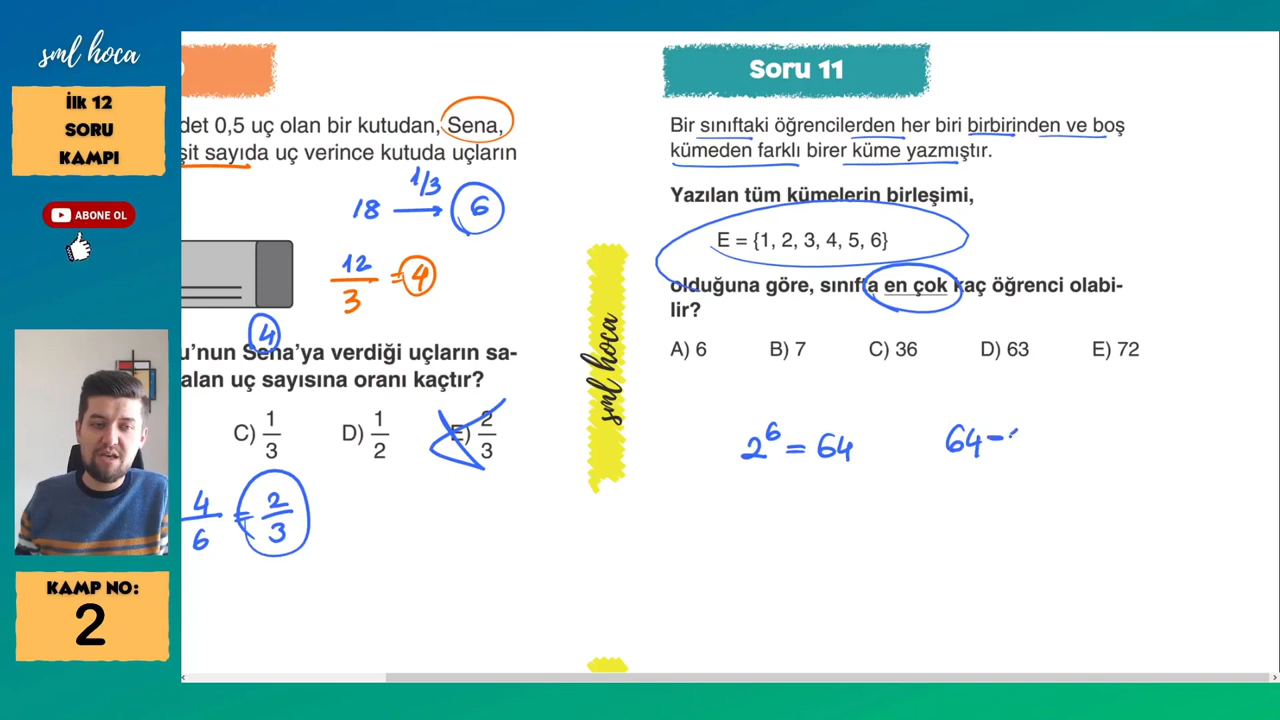 sml hoca
İlk 12
SORU
KAMPI
ABONE OL
KAMP NO:
2
det 0,5 uç olan bir kutudan, Sena,
şit sayıda uç verince kutuda uçların
18 1/3 6
12/3 = 4
4
u'nun Sena'ya verdiği uçların sa-
alan uç sayısına oranı kaçtır?
C) 1/3 D) 1/2 E) 2/3
4/6 = 2/3
sml hoca
Soru 11
Bir sınıftaki öğrencilerden her biri birbirinden ve boş
kümeden farklı birer küme yazmıştır.
Yazılan tüm kümelerin birleşimi,
E = {1, 2, 3, 4, 5, 6}
olduğuna göre, sınıfta en çok kaç öğrenci olabi-
lir?
A) 6 B) 7 C) 36 D) 63 E) 72
2^6 = 64 64-